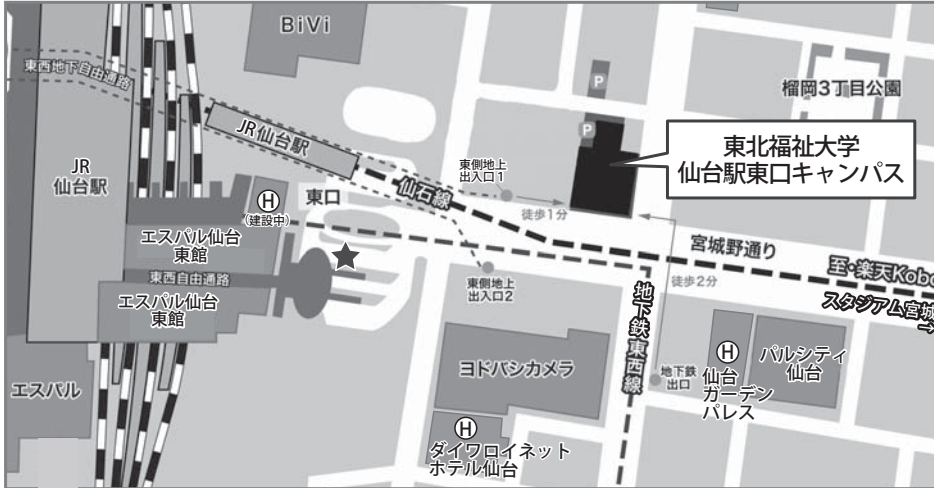 BiVi
東西地下自由通路
P
榴岡3丁目公園
JR仙台駅
P
東北福祉大学
仙台駅東口キャンパス
JR
仙台駅
東側地上
出入口1
仙石線
徒歩1分
H
(建設中)
東口
エスパル仙台
東館
宮城野通り
至・楽天Kobo
スタジアム宮城
→
東西自由通路
★
東側地上
出入口2
徒歩2分
エスパル仙台
東館
地下鉄東西線
ヨドバシカメラ
地下鉄
出口
H
仙台
ガーデン
パレス
パルシティ
仙台
エスパル
H
ダイワロイネット
ホテル仙台